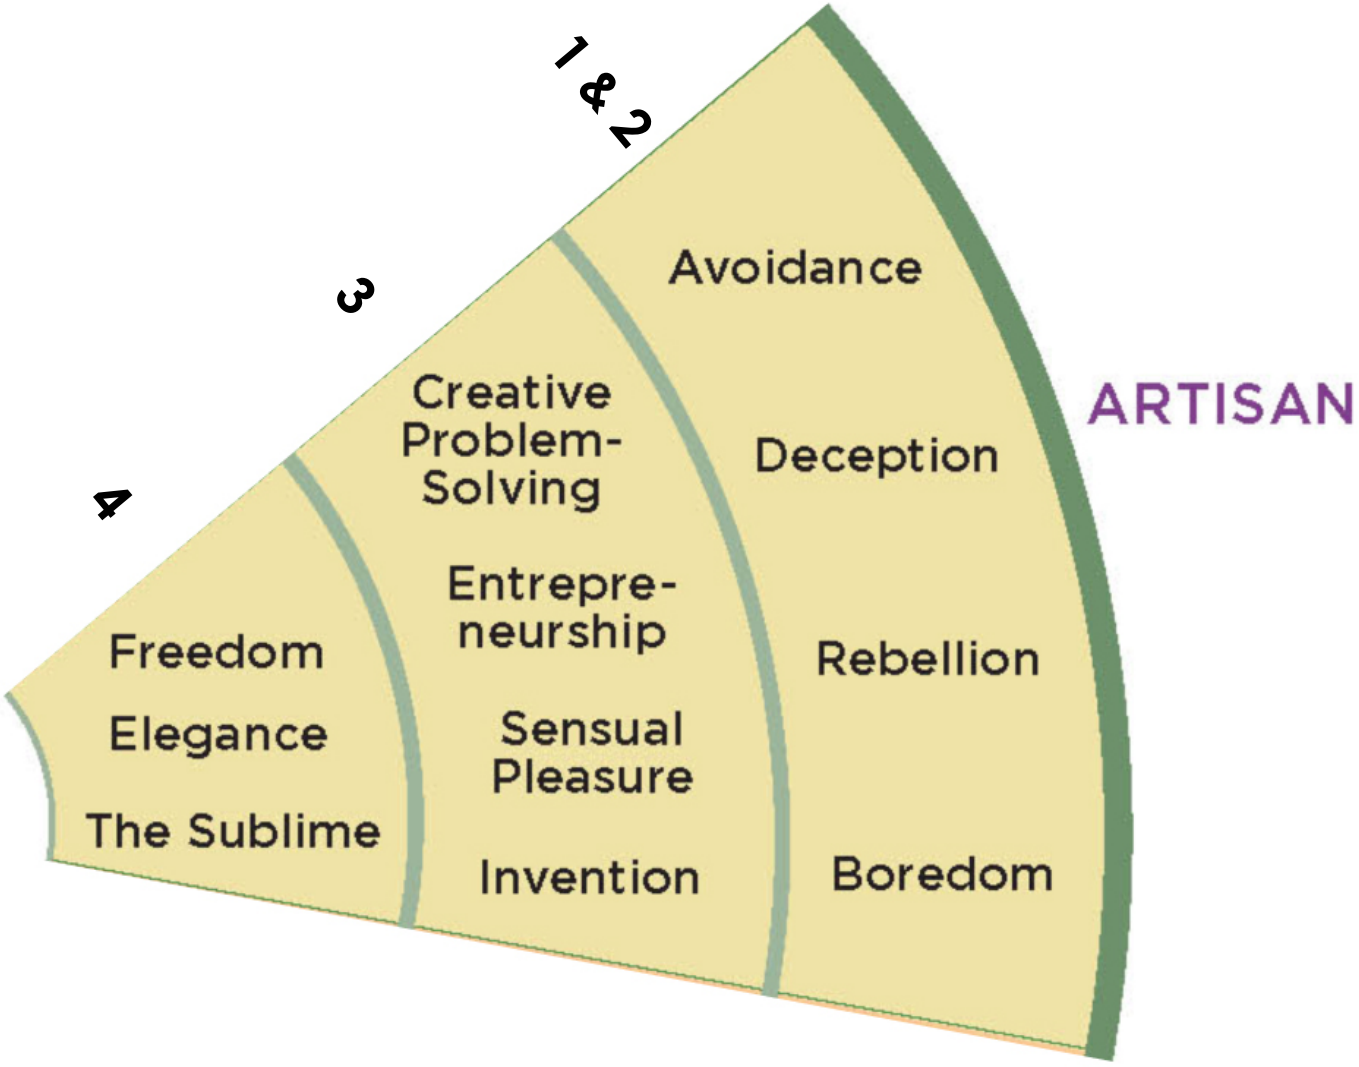 1 & 2
3
4
ARTISAN
Avoidance
Deception
Rebellion
Boredom
Creative
Problem-
Solving
Entrepre-
neurship
Sensual
Pleasure
Invention
Freedom
Elegance
The Sublime